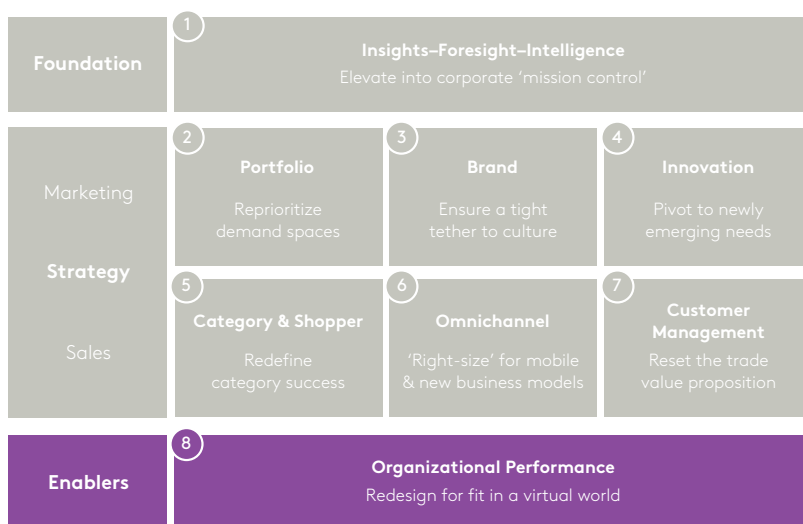 1
Foundation
Insights–Foresight–Intelligence
Elevate into corporate ‘mission control’
Marketing
Strategy
Sales
2
Portfolio
Reprioritize
demand spaces
3
Brand
Ensure a tight
tether to culture
4
Innovation
Pivot to newly
emerging needs
5
Category & Shopper
Redefine
category success
6
Omnichannel
‘Right-size’ for mobile
& new business models
7
Customer
Management
Reset the trade
value proposition
8
Enablers
Organizational Performance
Redesign for fit in a virtual world